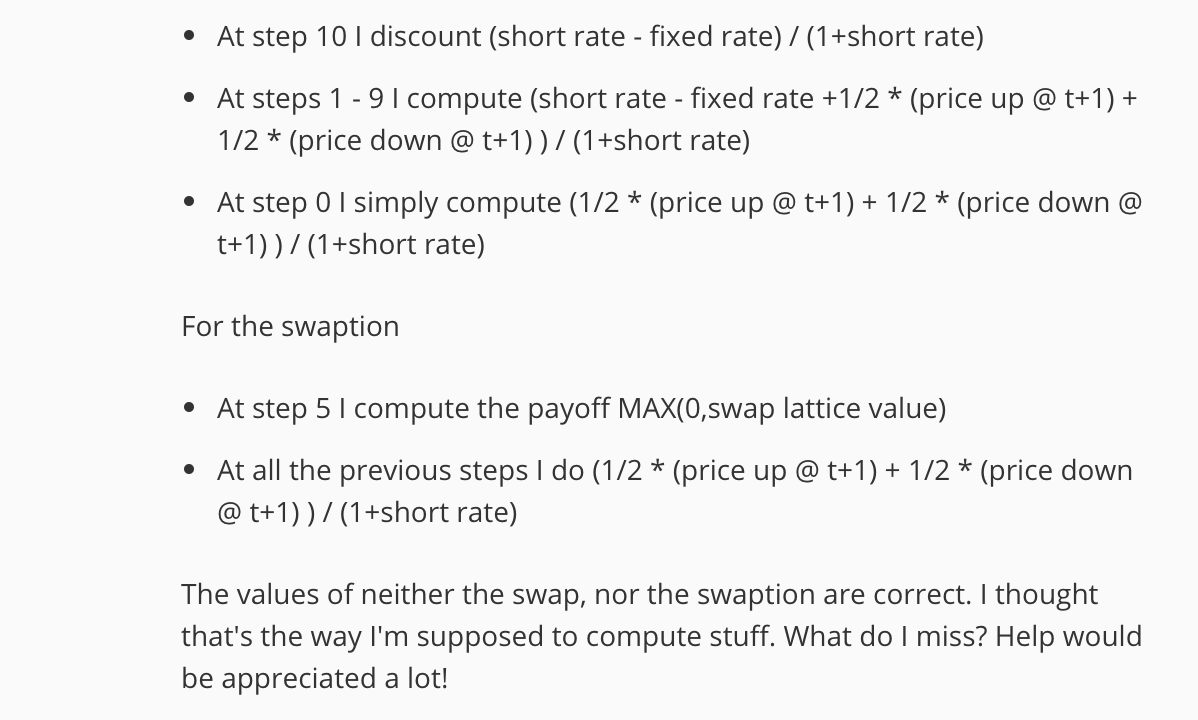 At step 10 I discount (short rate - fixed rate) / (1+short rate)
At steps 1 - 9 I compute (short rate - fixed rate +1/2 * (price up @ t+1) +
1/2 * (price down @ t+1) ) / (1+short rate)
At step 0 I simply compute (1/2 * (price up @ t+1) + 1/2 * (price down @
t+1) ) / (1+short rate)
For the swaption
At step 5 I compute the payoff MAX(0,swap lattice value)
At all the previous steps I do (1/2 * (price up @ t+1) + 1/2 * (price down
@ t+1) ) / (1+short rate)
The values of neither the swap, nor the swaption are correct. I thought
that's the way I'm supposed to compute stuff. What do I miss? Help would
be appreciated a lot!